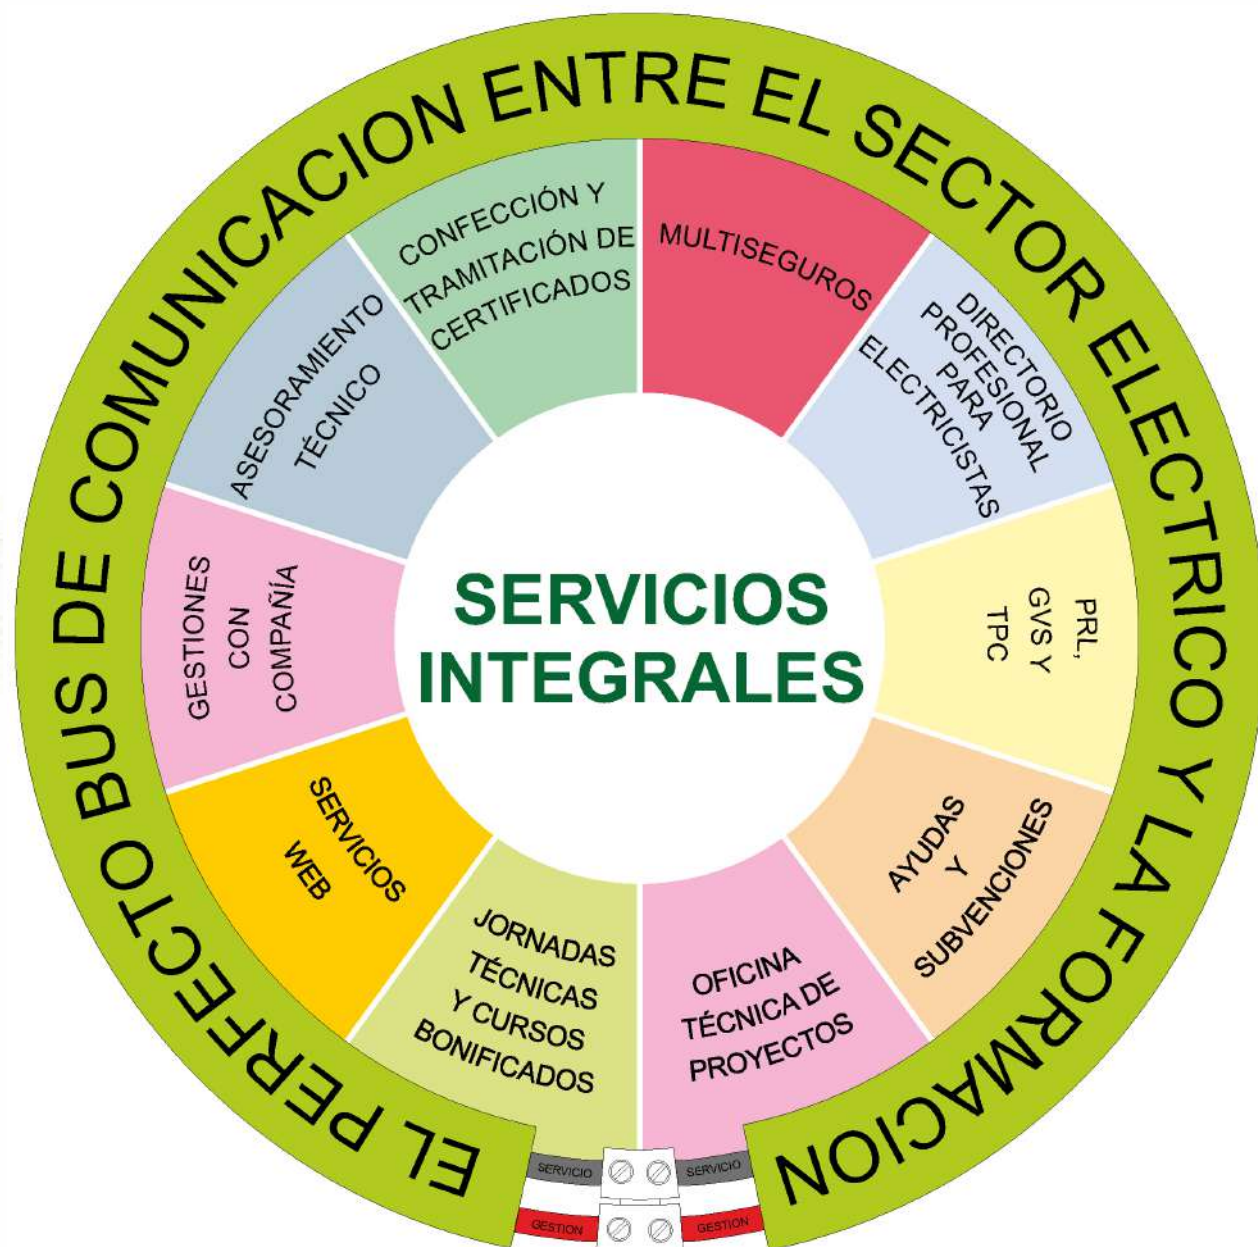 EL PERFECTO BUS DE COMUNICACION ENTRE EL SECTOR ELECTRICO Y LA FORMACION
MULTISEGUROS
DIRECTORIO
PROFESIONAL
PARA
ELECTRICISTAS
PRL,
GVS Y
TPC
AYUDAS
Y
SUBVENCIONES
OFICINA
TÉCNICA DE
PROYECTOS
JORNADAS
TÉCNICAS
Y CURSOS
BONIFICADOS
SERVICIOS
WEB
GESTIONES
CON
COMPAÑÍA
ASESORAMIENTO
TÉCNICO
CONFECCIÓN Y
TRAMITACIÓN DE
CERTIFICADOS
SERVICIOS
INTEGRALES
SERVICIO
SERVICIO
GESTION
GESTION